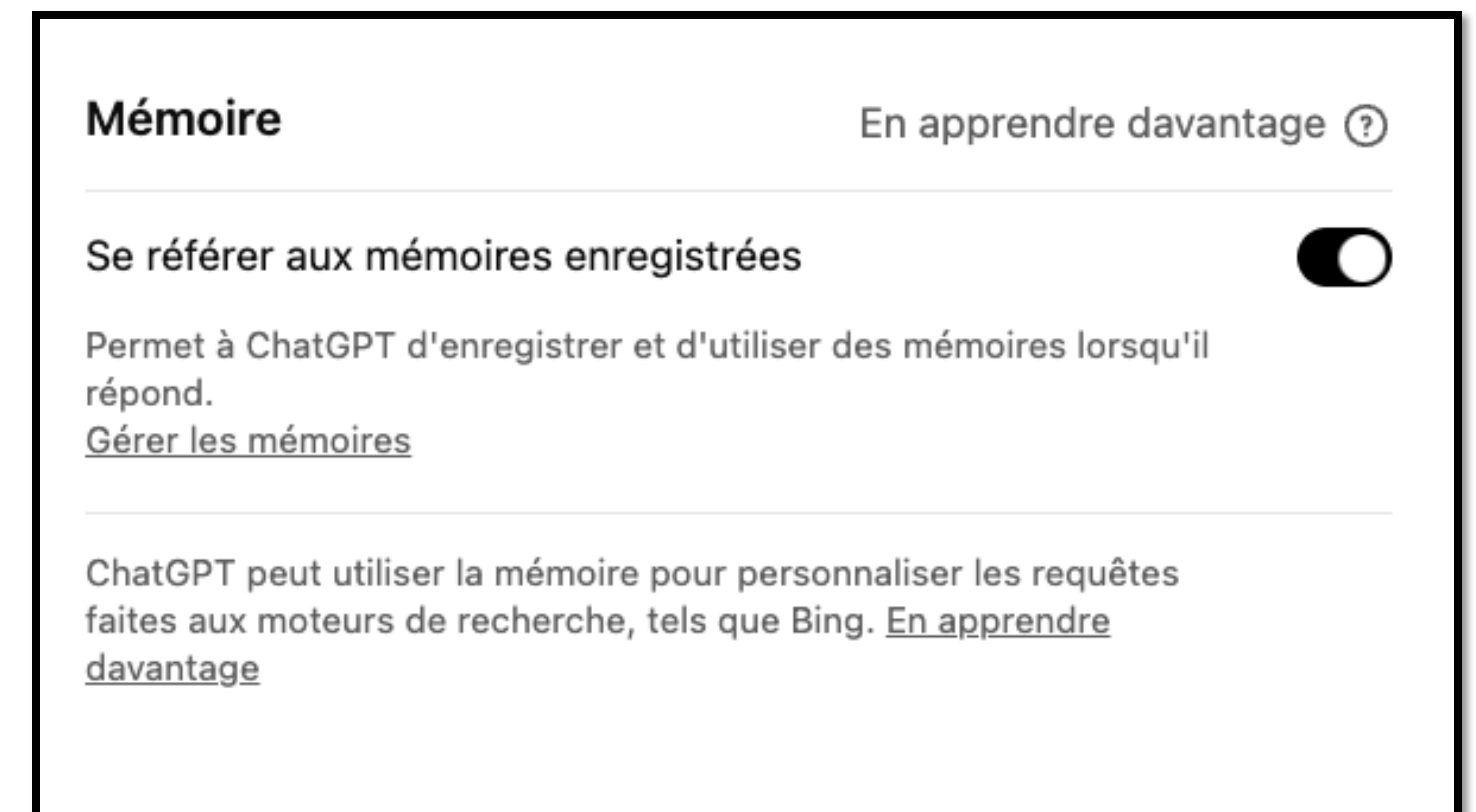 Mémoire
En apprendre davantage ?
Se référer aux mémoires enregistrées
Permet à ChatGPT d'enregistrer et d'utiliser des mémoires lorsqu'il
répond.
Gérer les mémoires
ChatGPT peut utiliser la mémoire pour personnaliser les requêtes
faites aux moteurs de recherche, tels que Bing. En apprendre
davantage